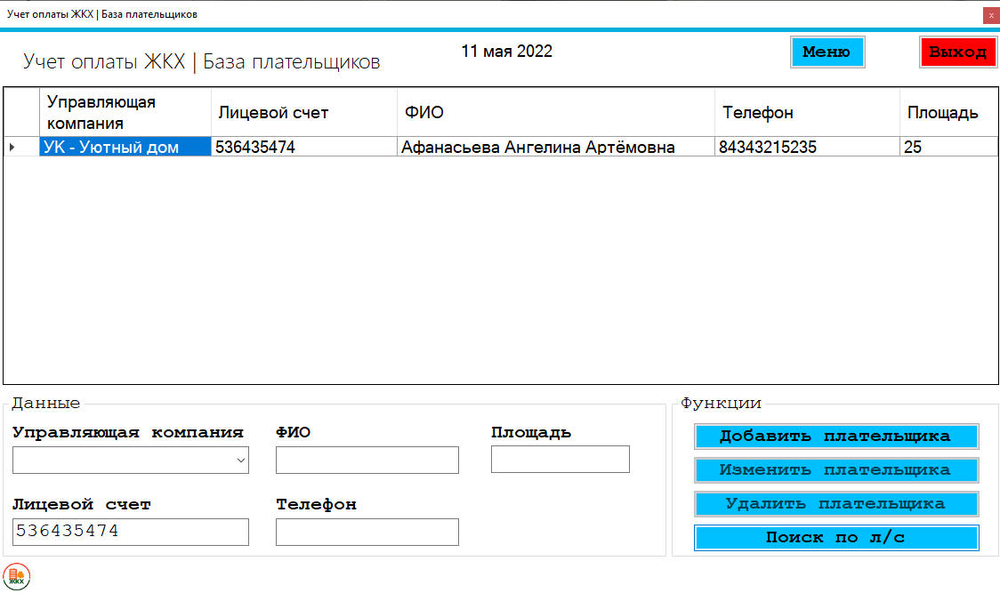 Учет оплаты ЖКХ | База плательщиков
x
Учет оплаты ЖКХ | База плательщиков
11 мая 2022
Меню
Выход
Управляющая
компания
Лицевой счет
ФИО
Телефон
Площадь
УК - Уютный дом
536435474
Афанасьева Ангелина Артёмовна
84343215235
25
Данные
Управляющая компания
ФИО
Площадь
Лицевой счет
Телефон
536435474
Функции
Добавить плательщика
Изменить плательщика
Удалить плательщика
Поиск по л/с
ЖКХ